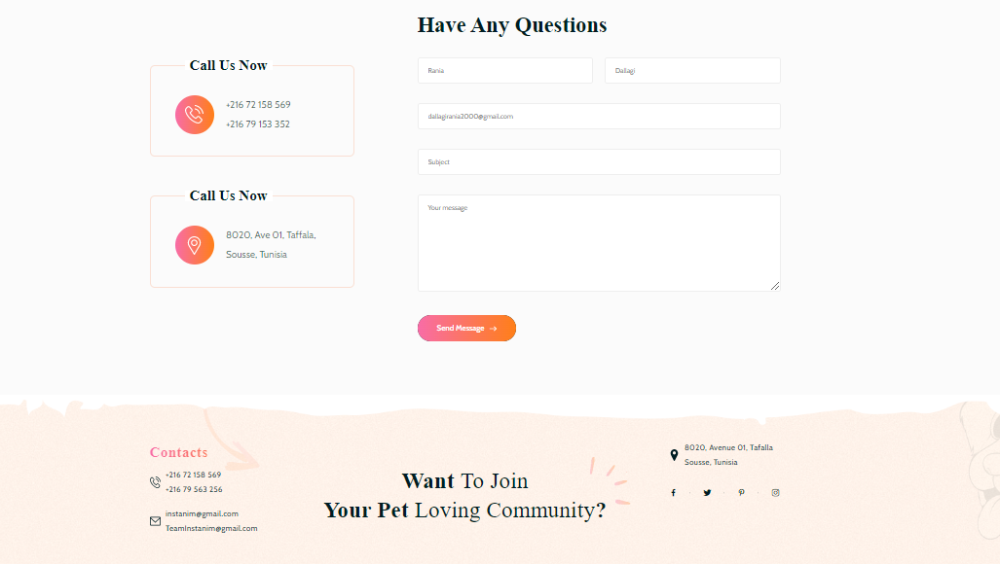 Have Any Questions
Call Us Now
+216 72 158 569
+216 79 153 352
Call Us Now
8020, Ave 01, Taffala,
Sousse, Tunisia
Rania
Dallagi
dallagirania2000@gmail.com
Subject
Your message
Send Message →
Contacts
+216 72 158 569
+216 79 563 256
instanim@gmail.com
TeamInstanim@gmail.com
Want To Join
Your Pet Loving Community?
8020, Avenue 01, Tafalla
Sousse, Tunisia